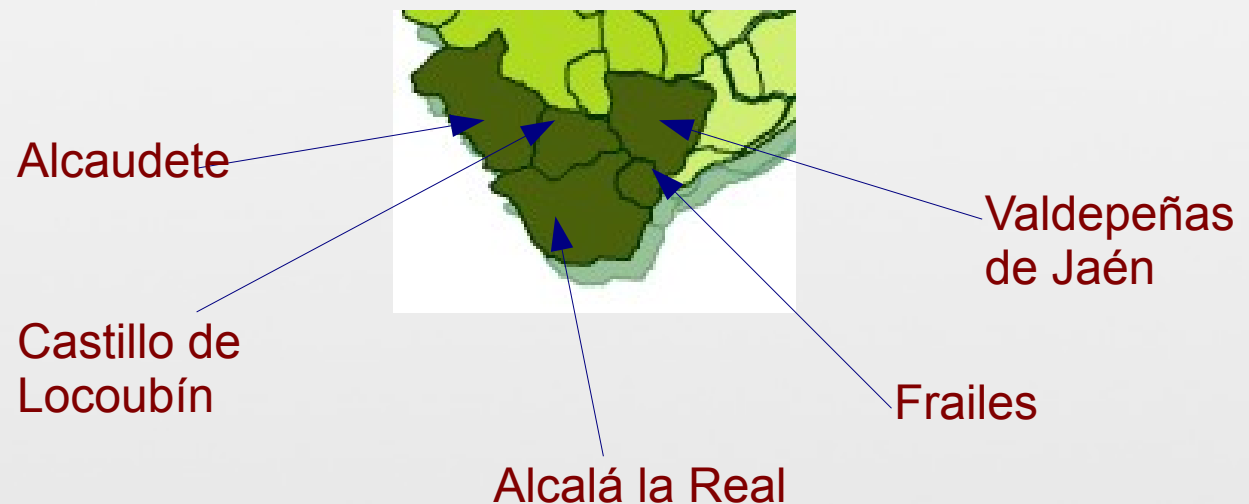 Alcaudete
Valdepeñas
de Jaén
Castillo de
Locoubín
Frailes
Alcalá la Real